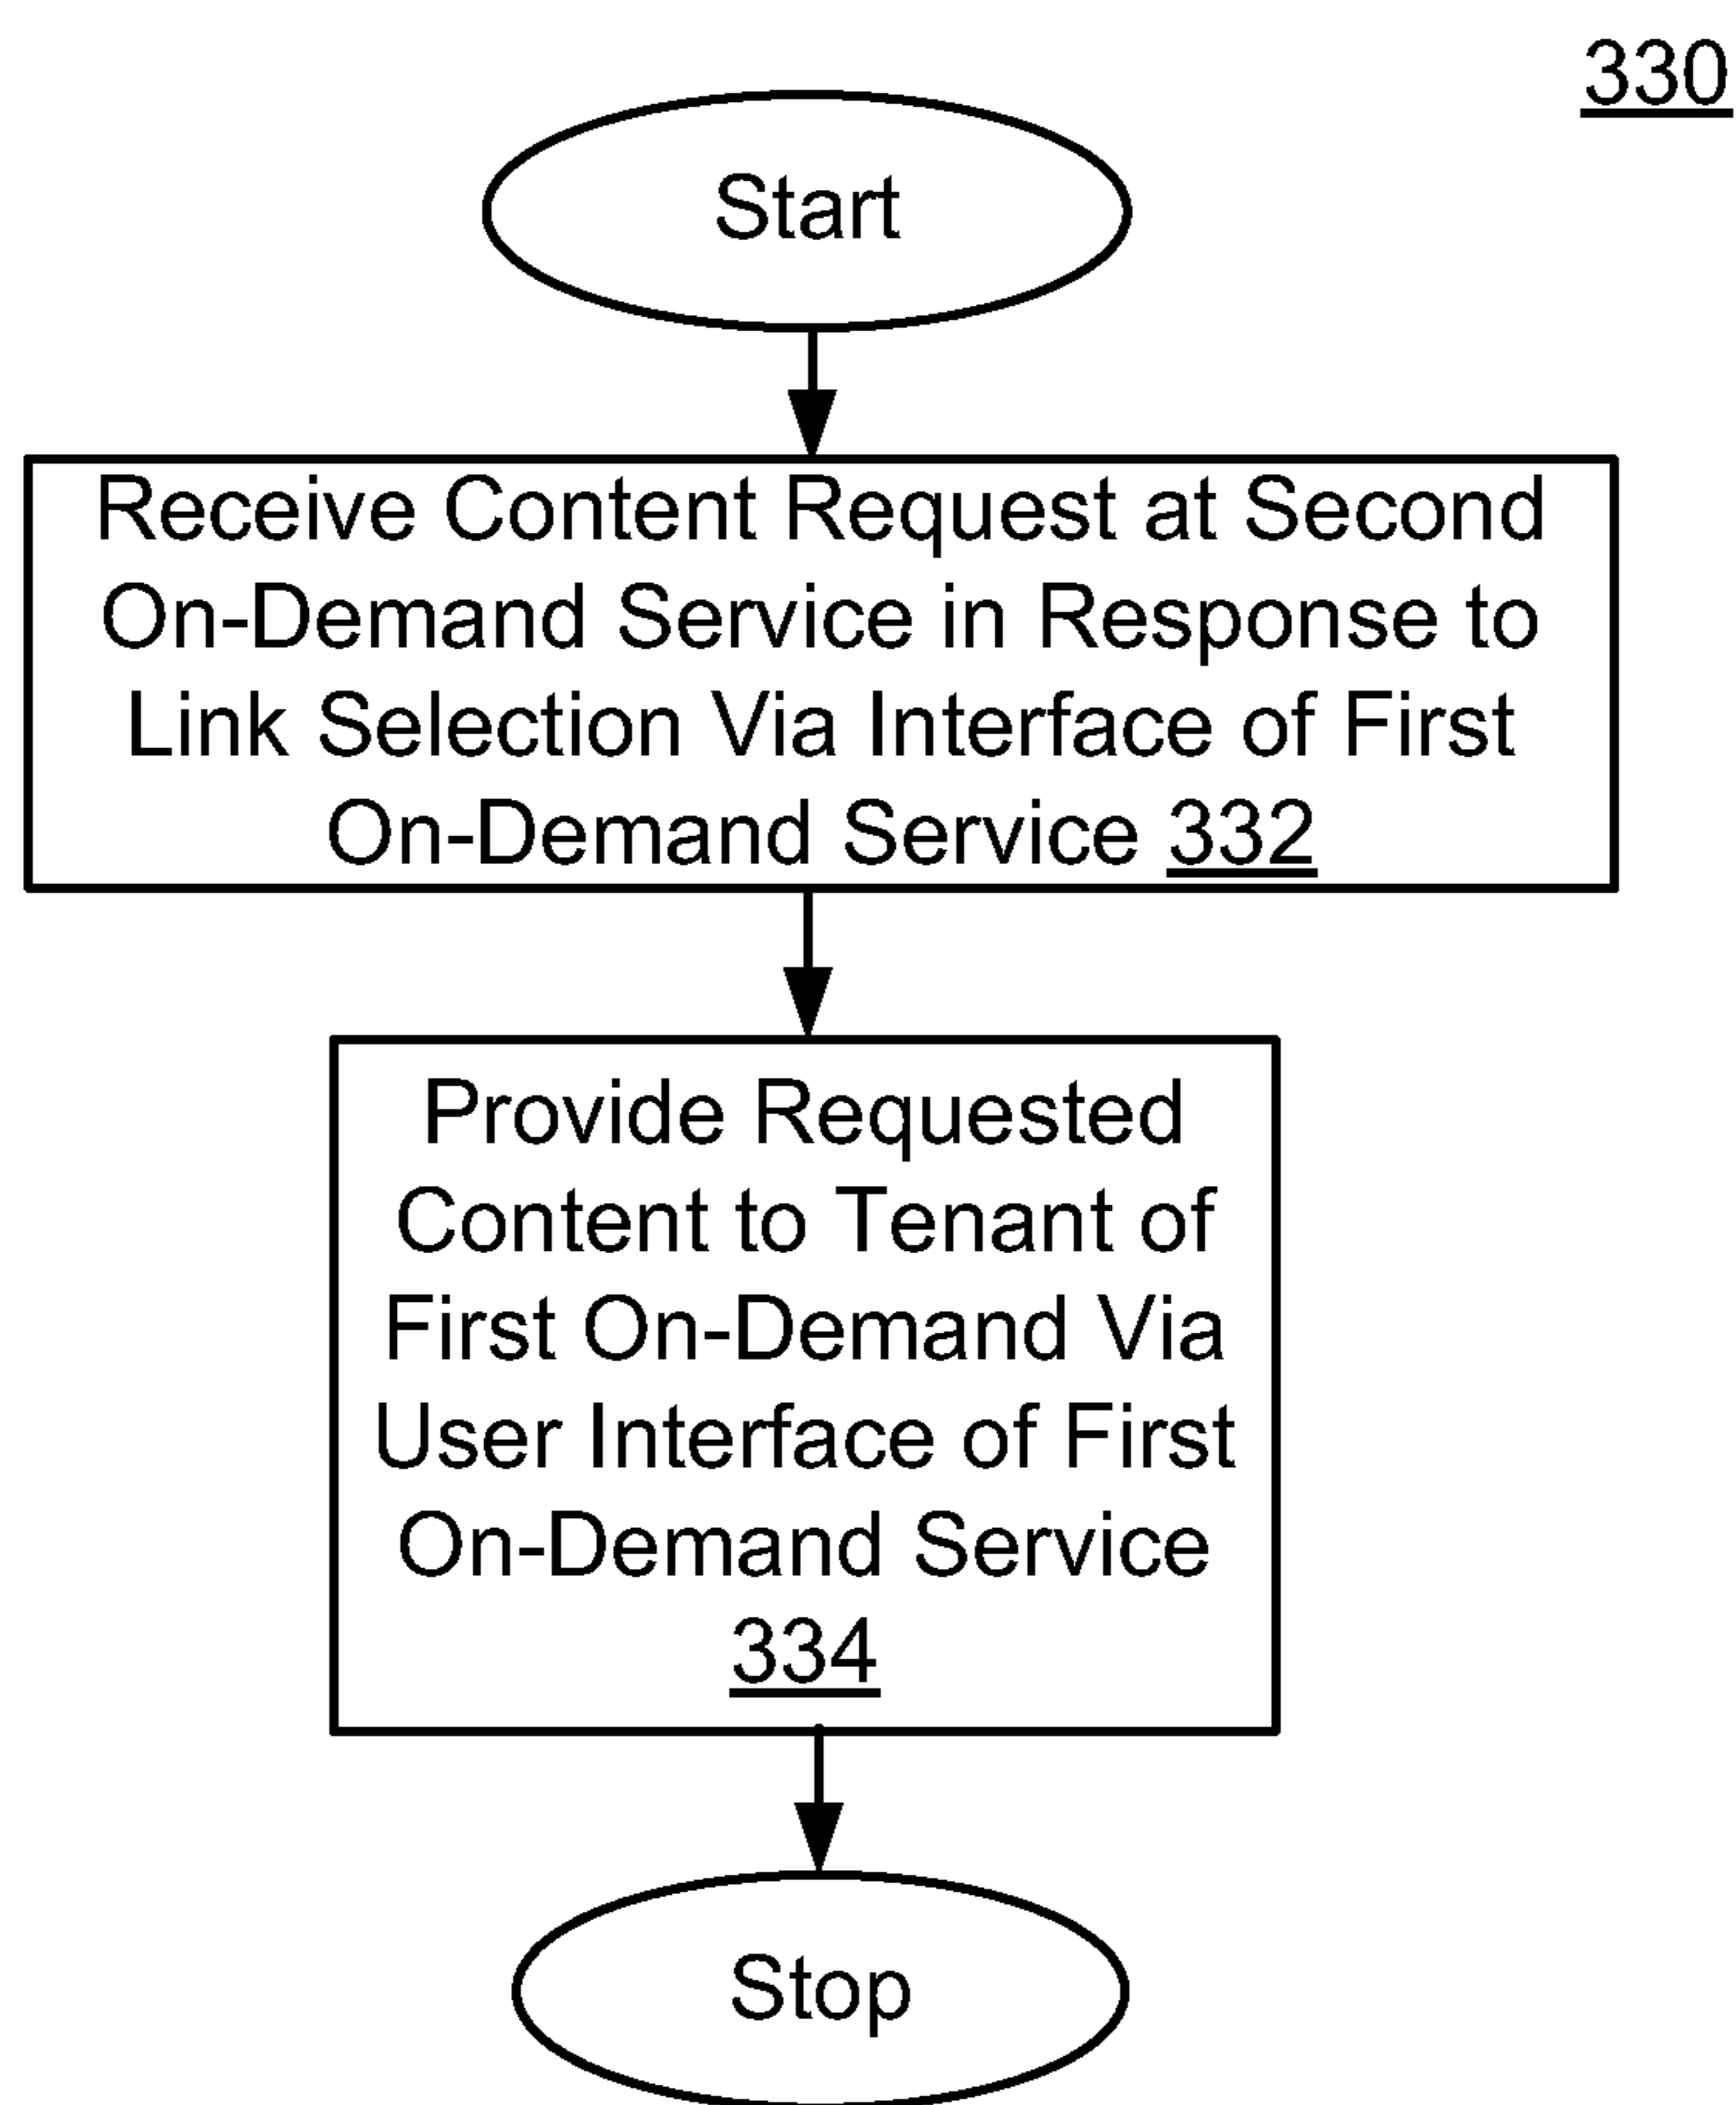 330
Start
Receive Content Request at Second
On-Demand Service in Response to
Link Selection Via Interface of First
On-Demand Service 332
Provide Requested
Content to Tenant of
First On-Demand Via
User Interface of First
On-Demand Service
334
Stop